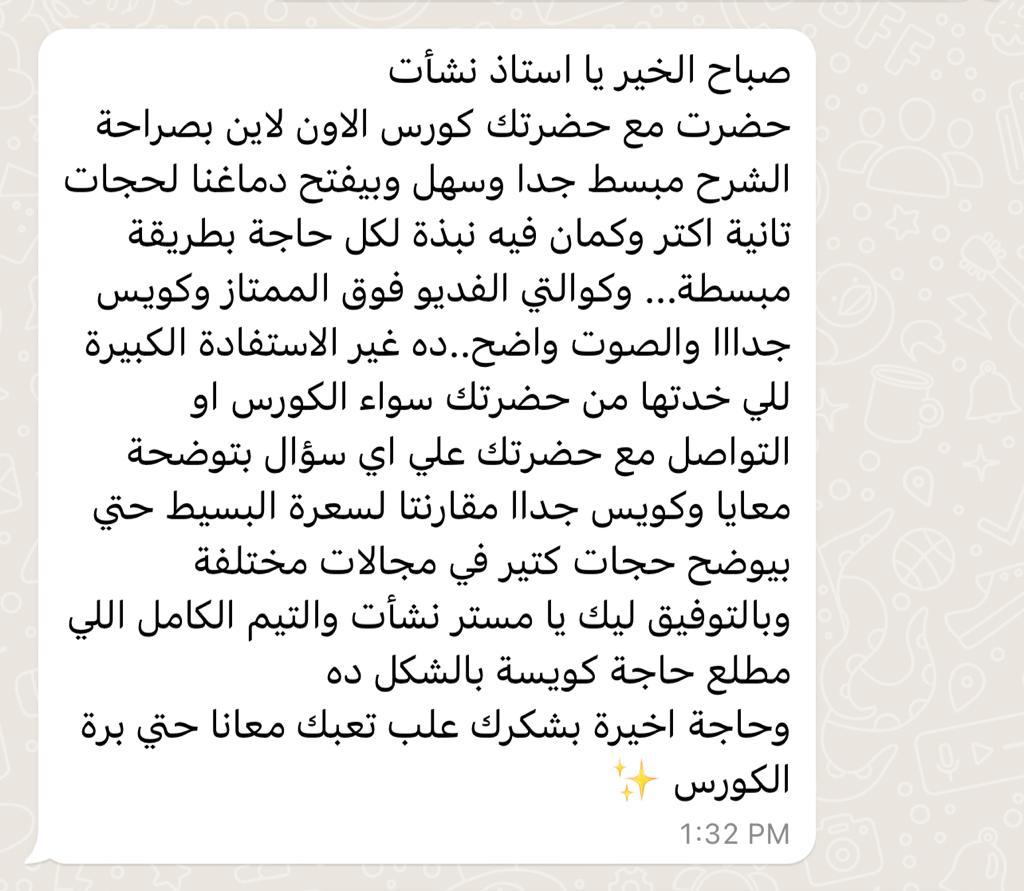 صباح الخير يا استاذ نشأت
حضرت مع حضرتك كورس الاون لاين بصراحة
الشرح مبسط جدا وسهل وبيفتح دماغنا لحجات
تانية اكتر وكمان فيه نبذة لكل حاجة بطريقة
مبسطة... وكوالتي الفديو فوق الممتاز وكويس
جدااا والصوت واضح..ده غير الاستفادة الكبيرة
للي خدتها من حضرتك سواء الكورس او
التواصل مع حضرتك علي اي سؤال بتوضحة
معايا وكويس جداا مقارنتا لسعرة البسيط حتي
بيوضح حجات كتير في مجالات مختلفة
وبالتوفيق ليك يا مستر نشأت والتيم الكامل اللي
مطلع حاجة كويسة بالشكل ده
وحاجة اخيرة بشكرك علب تعبك معانا حتي برة
الكورس ✨
1:32 PM